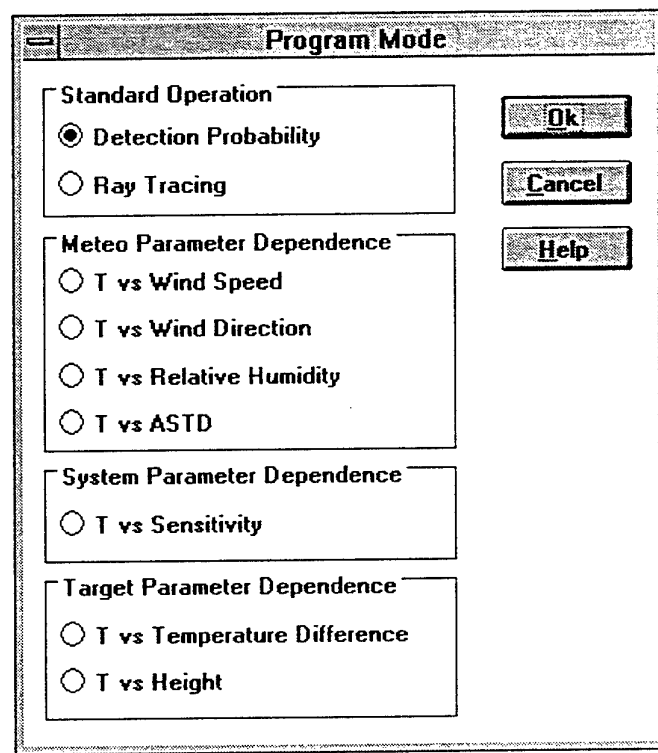 Program Mode
Standard Operation
Detection Probability
Ray Tracing
Meteo Parameter Dependence
T vs Wind Speed
T vs Wind Direction
T vs Relative Humidity
T vs ASTD
System Parameter Dependence
T vs Sensitivity
Target Parameter Dependence
T vs Temperature Difference
T vs Height
Ok
Cancel
Help